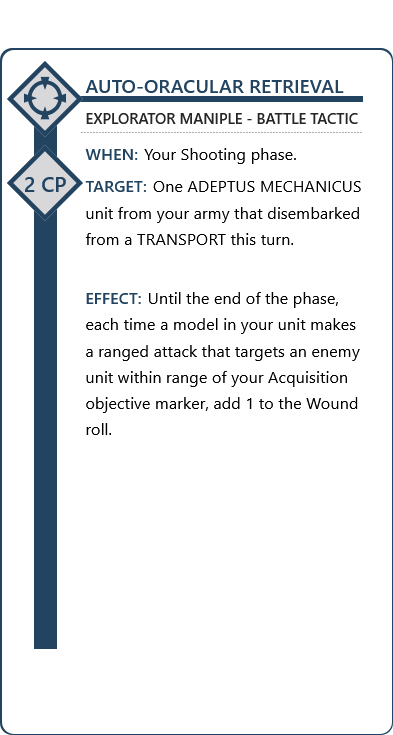 AUTO-ORACULAR RETRIEVAL
EXPLORATOR MANIPLE - BATTLE TACTIC
WHEN: Your Shooting phase.
2 CP
TARGET: One ADEPTUS MECHANICUS
unit from your army that disembarked
from a TRANSPORT this turn.
EFFECT: Until the end of the phase,
each time a model in your unit makes
a ranged attack that targets an enemy
unit within range of your Acquisition
objective marker, add 1 to the Wound
roll.